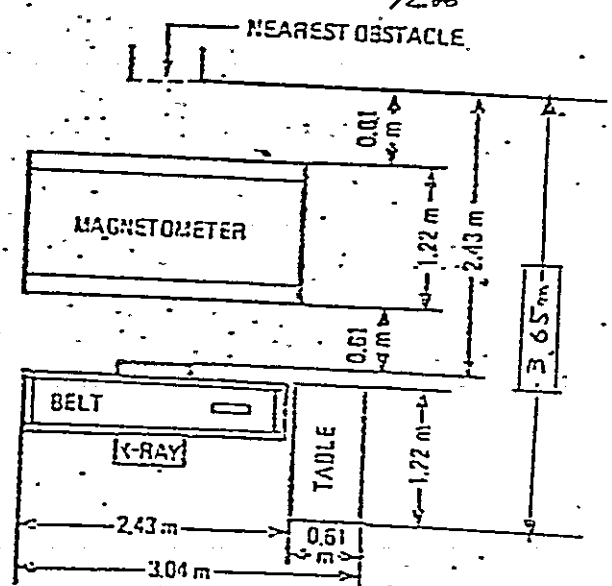 NEAREST OBSTACLE
0.61
m
MAGNETOMETER
1.22 m
2.43 m
3.65 m
0.61
m
BELT
X-RAY
TABLE
1.22 m
2.43 m
0.61
m
3.04 m